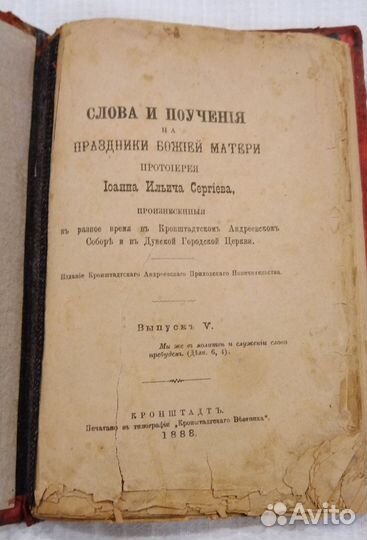 СЛОВА И ПОУЧЕНІЯ
НА
ПРАЗДНИКИ БОЖІЕЙ МАТЕРИ
ПРОТОІЕРЕЯ
Іоанна Ильича Сергіева,
ПРОИЗНЕСЕННЫЯ
въ разное время въ Кронштадтскомъ Андреевскомъ
Соборѣ и въ Думской Городской Церкви.
Изданіе Кронштадтскаго Андреевскаго Приходскаго Попечительства.
Выпускъ V.
Мы же въ молитвѣ и служеніи слова
пребудемъ. (Дѣян. 6, 4).
КРОНШТАДТЪ.
Печатано въ типографіи „Кронштадтскаго Вѣстника“.
1888.
Avito